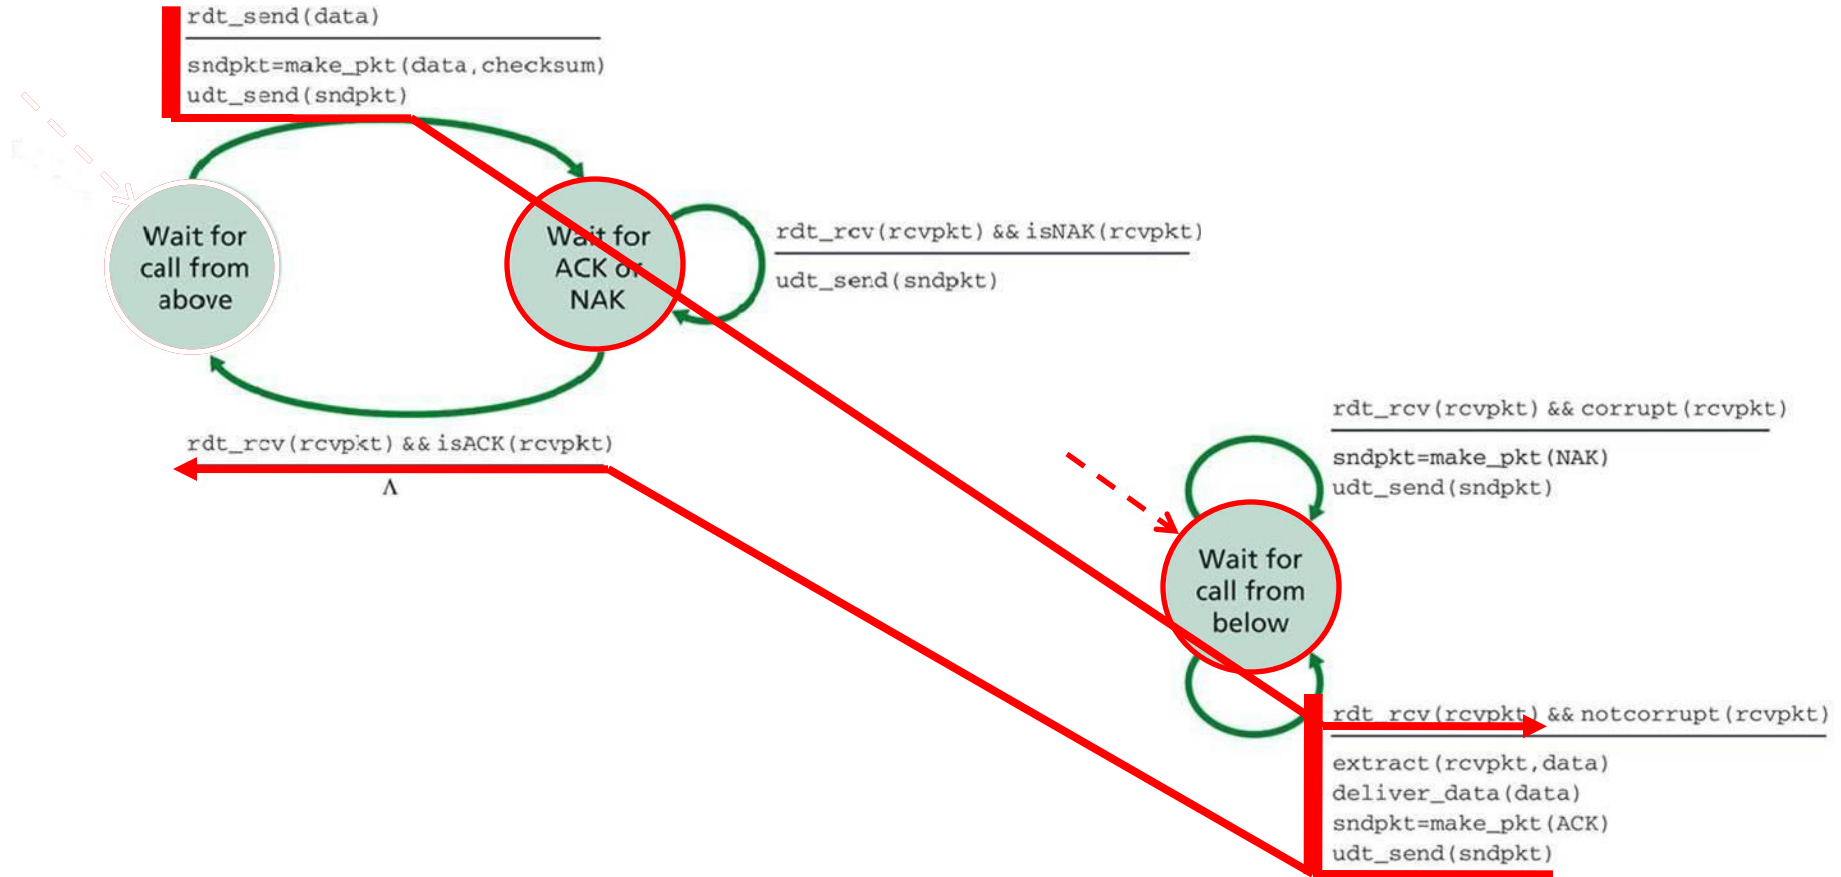 rdt_send(data)
sndpkt=make_pkt(data,checksum)
udt_send(sndpkt)
Wait for
call from
above
Wait for
ACK or
NAK
rdt_rcv(rcvpkt) && isNAK(rcvpkt)
udt_send(sndpkt)
rdt_rcv(rcvpkt) && isACK(rcvpkt)
Λ
rdt_rcv(rcvpkt) && corrupt(rcvpkt)
sndpkt=make_pkt(NAK)
udt_send(sndpkt)
Wait for
call from
below
rdt_rcv(rcvpkt) && notcorrupt(rcvpkt)
extract(rcvpkt,data)
deliver_data(data)
sndpkt=make_pkt(ACK)
udt_send(sndpkt)